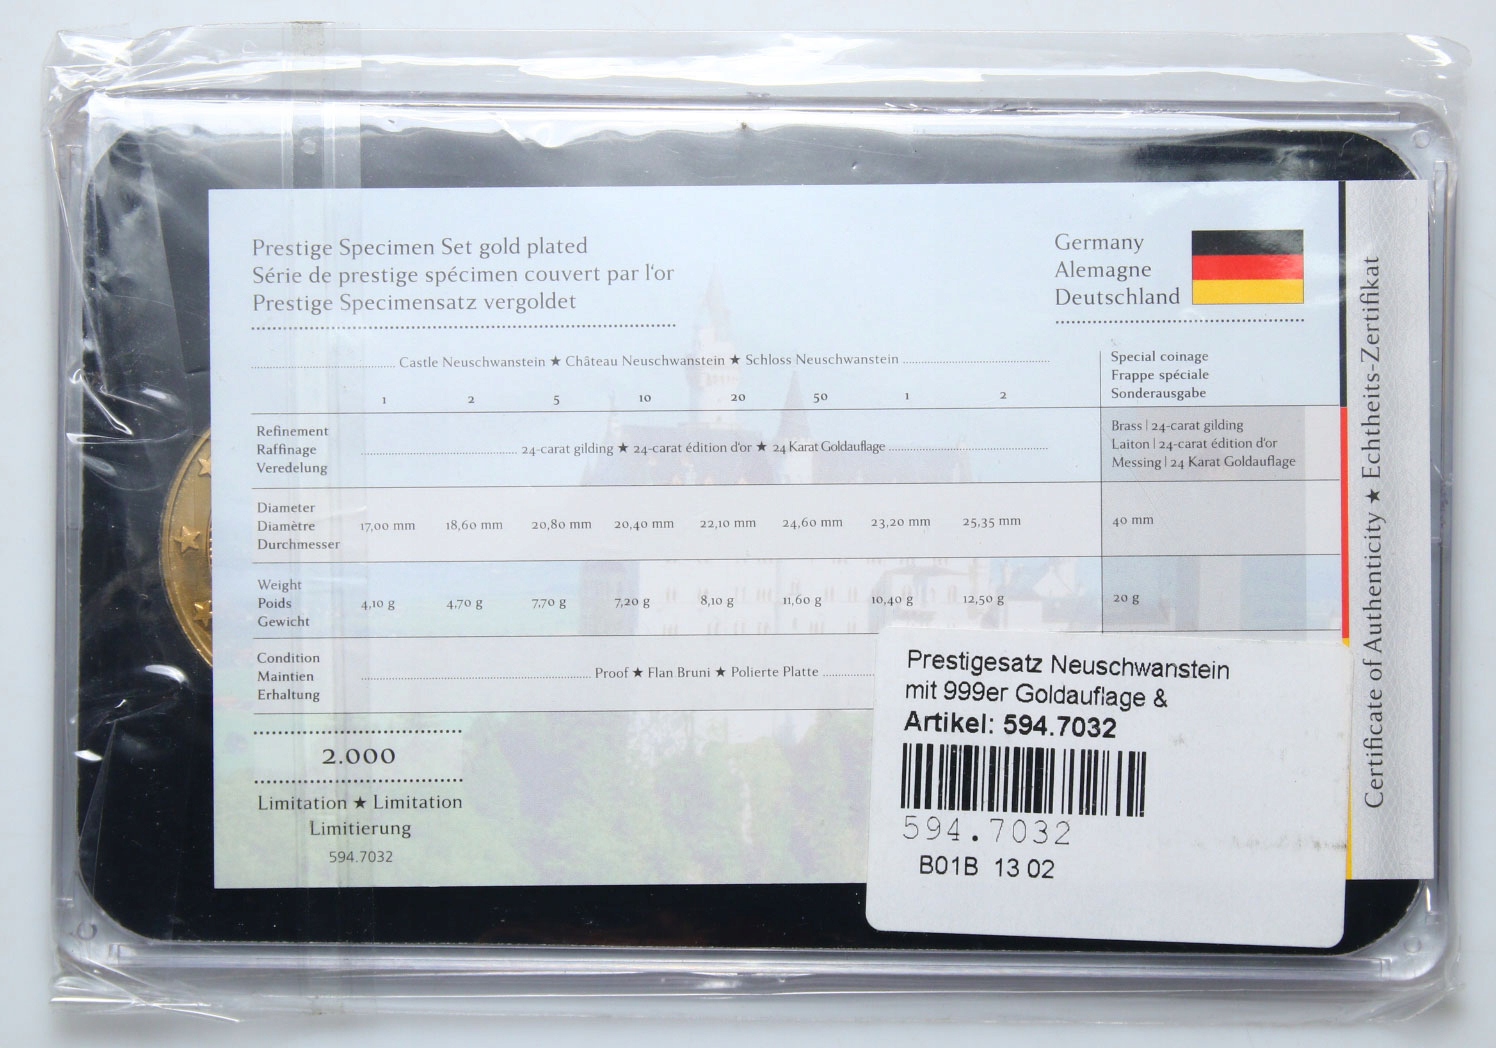 Prestige Specimen Set gold plated
Série de prestige spécimen couvert par l'or
Prestige Specimensatz vergoldet
Germany
Alemagne
Deutschland
Castle Neuschwanstein ★ Château Neuschwanstein ★ Schloss Neuschwanstein
Special coinage
Frappe spéciale
Sonderausgabe
1 2 5 10 20 50 1 2
Refinement
Raffinage
Veredelung
24-carat gilding ★ 24-carat édition d'or ★ 24 Karat Goldauflage
Brass | 24-carat gilding
Laiton | 24-carat édition d'or
Messing | 24 Karat Goldauflage
Diameter
Diamètre
Durchmesser
17,00 mm 18,60 mm 20,80 mm 20,40 mm 22,10 mm 24,60 mm 23,20 mm 25,35 mm 40 mm
Weight
Poids
Gewicht
4,10 g 4,70 g 7,70 g 7,20 g 8,10 g 11,60 g 10,40 g 12,50 g 20 g
Condition
Maintien
Erhaltung
Proof ★ Flan Bruni ★ Polierte Platte
2.000
Limitation ★ Limitation
Limitierung
594.7032
Certificate of Authenticity ★ Echtheits-Zertifikat
Prestigesatz Neuschwanstein
mit 999er Goldauflage &
Artikel: 594.7032
594.7032
B01B 13 02